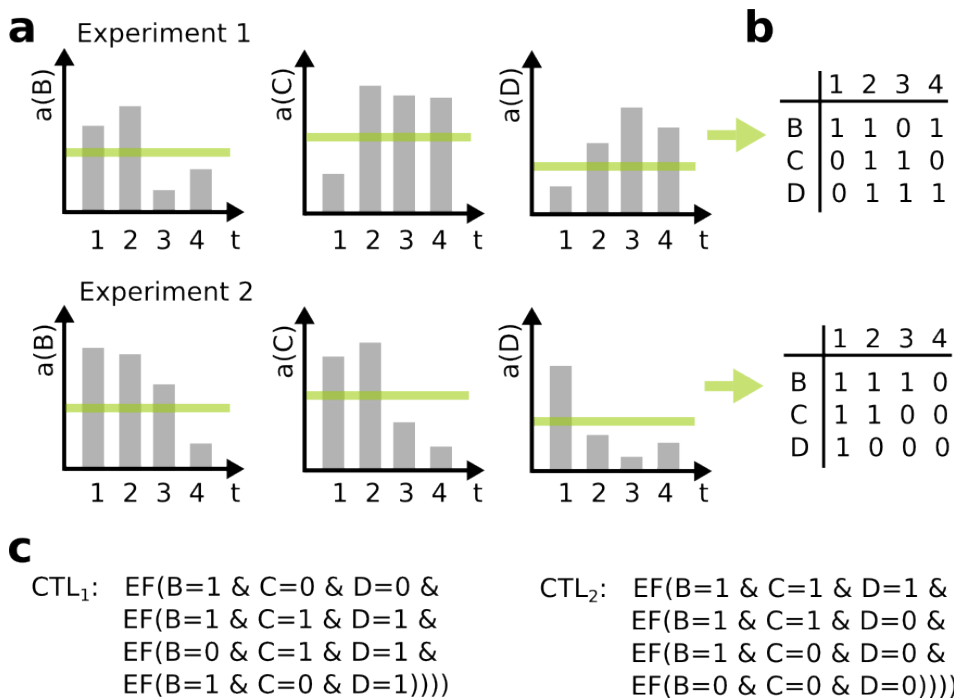 a
Experiment 1
b
a(B)
1 2 3 4 t
a(C)
1 2 3 4
a(D)
1 2 3 4 t
1 2 3 4
B 1 1 0 1
C 0 1 1 0
D 0 1 1 1
Experiment 2
a(B)
1 2 3 4 t
a(C)
1 2 3 4
a(D)
1 2 3 4 t
1 2 3 4
B 1 1 1 0
C 1 1 0 0
D 1 0 0 0
c
CTL1: EF(B=1 & C=0 & D=0 &
EF(B=1 & C=1 & D=1 &
EF(B=0 & C=1 & D=1 &
EF(B=1 & C=0 & D=1))))
CTL2: EF(B=1 & C=1 & D=1 &
EF(B=1 & C=1 & D=0 &
EF(B=1 & C=0 & D=0 &
EF(B=0 & C=0 & D=0))))